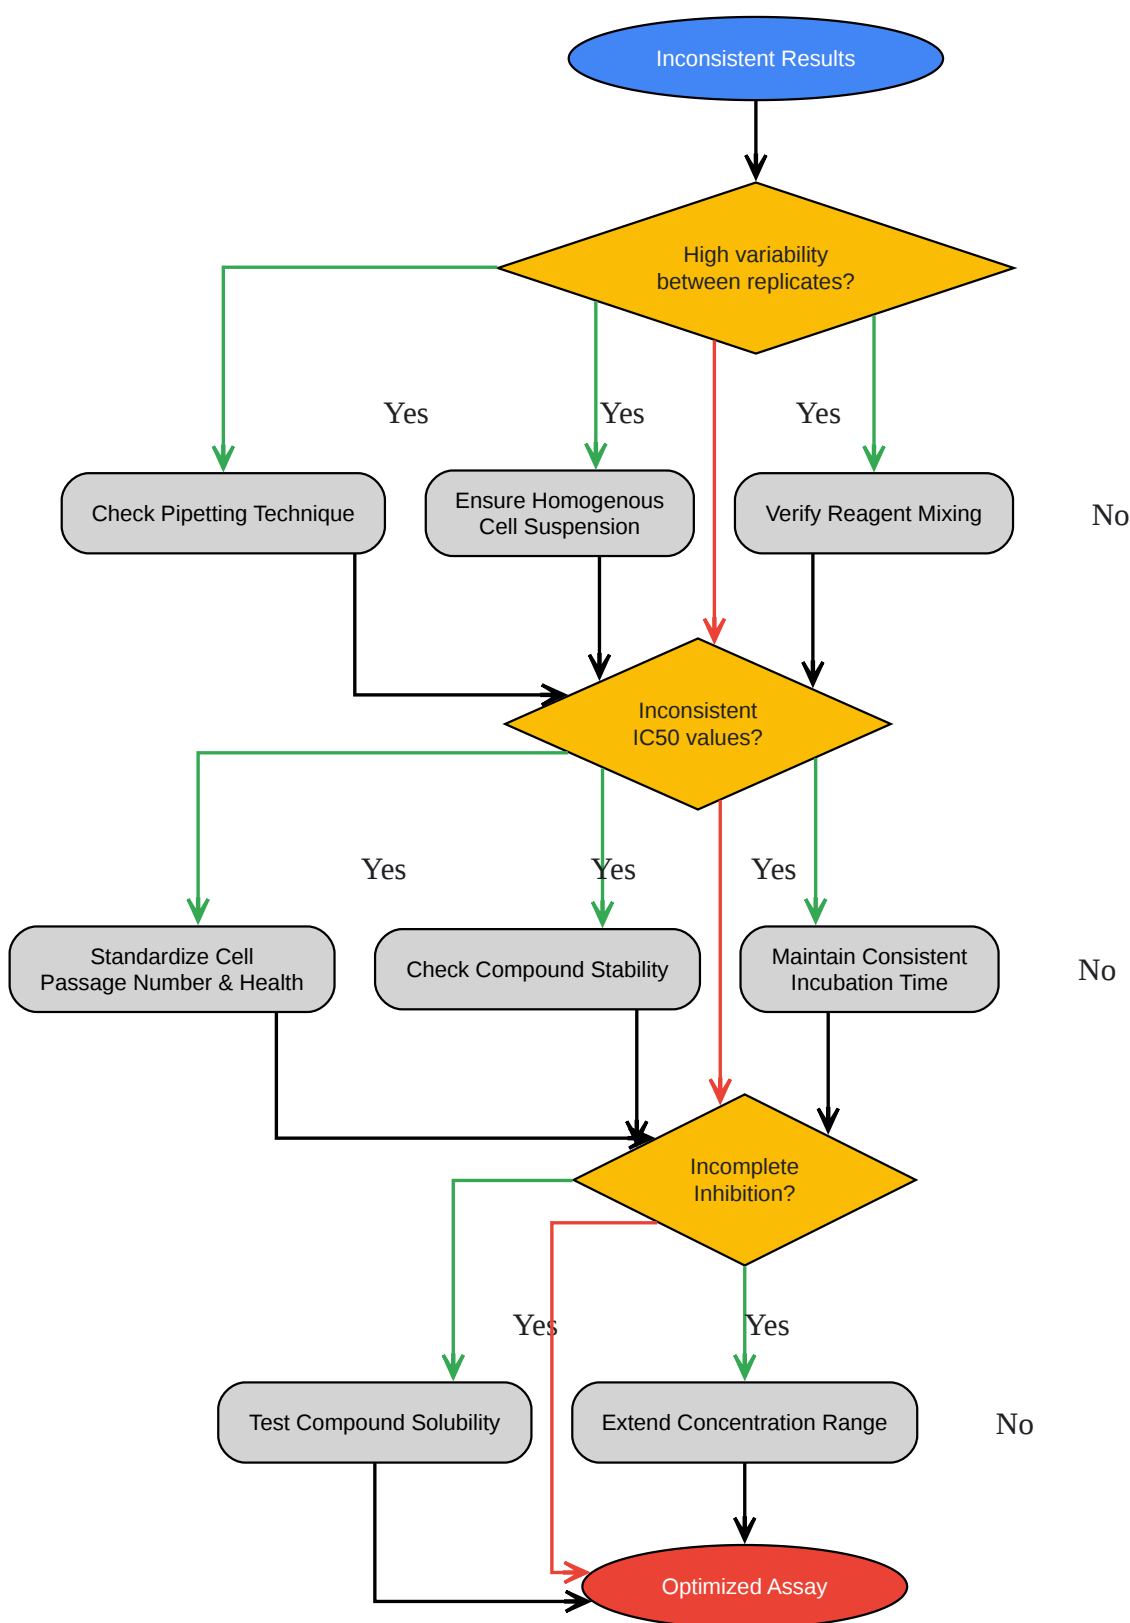 Inconsistent Results
High variability
between replicates?
Yes
Yes
Yes
Check Pipetting Technique
Ensure Homogenous
Cell Suspension
Verify Reagent Mixing
No
Inconsistent
IC50 values?
Yes
Yes
Yes
Standardize Cell
Passage Number & Health
Check Compound Stability
Maintain Consistent
Incubation Time
No
Incomplete
Inhibition?
Yes
Yes
Test Compound Solubility
Extend Concentration Range
No
Optimized Assay